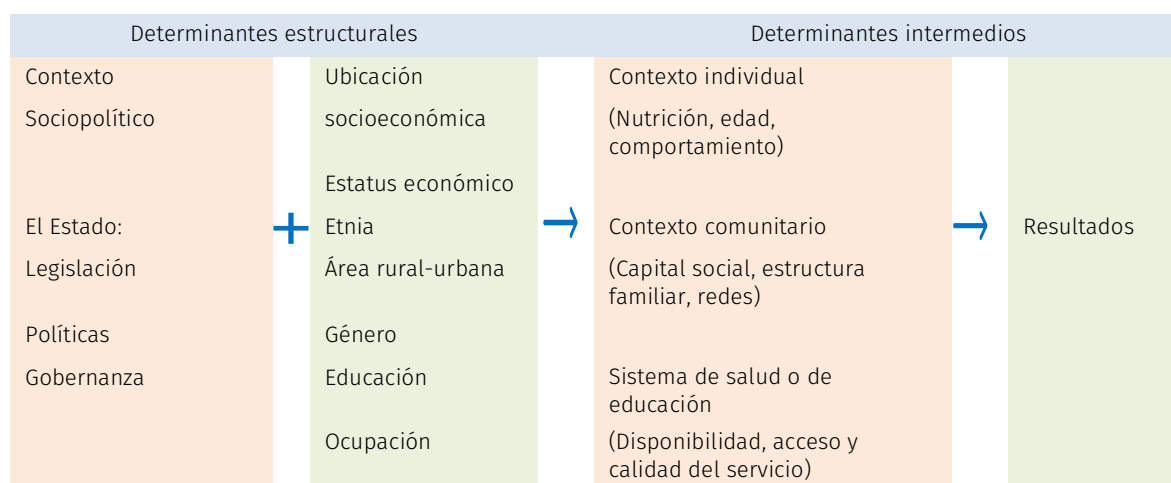 Determinantes estructurales
Determinantes intermedios
Contexto
Sociopolítico
El Estado:
Legislación
Políticas
Gobernanza
+
Ubicación
socioeconómica
Estatus económico
Etnia
Área rural-urbana
Género
Educación
Ocupación
→
Contexto individual
(Nutrición, edad,
comportamiento)
Contexto comunitario
(Capital social, estructura
familiar, redes)
Sistema de salud o de
educación
(Disponibilidad, acceso y
calidad del servicio)
→
Resultados